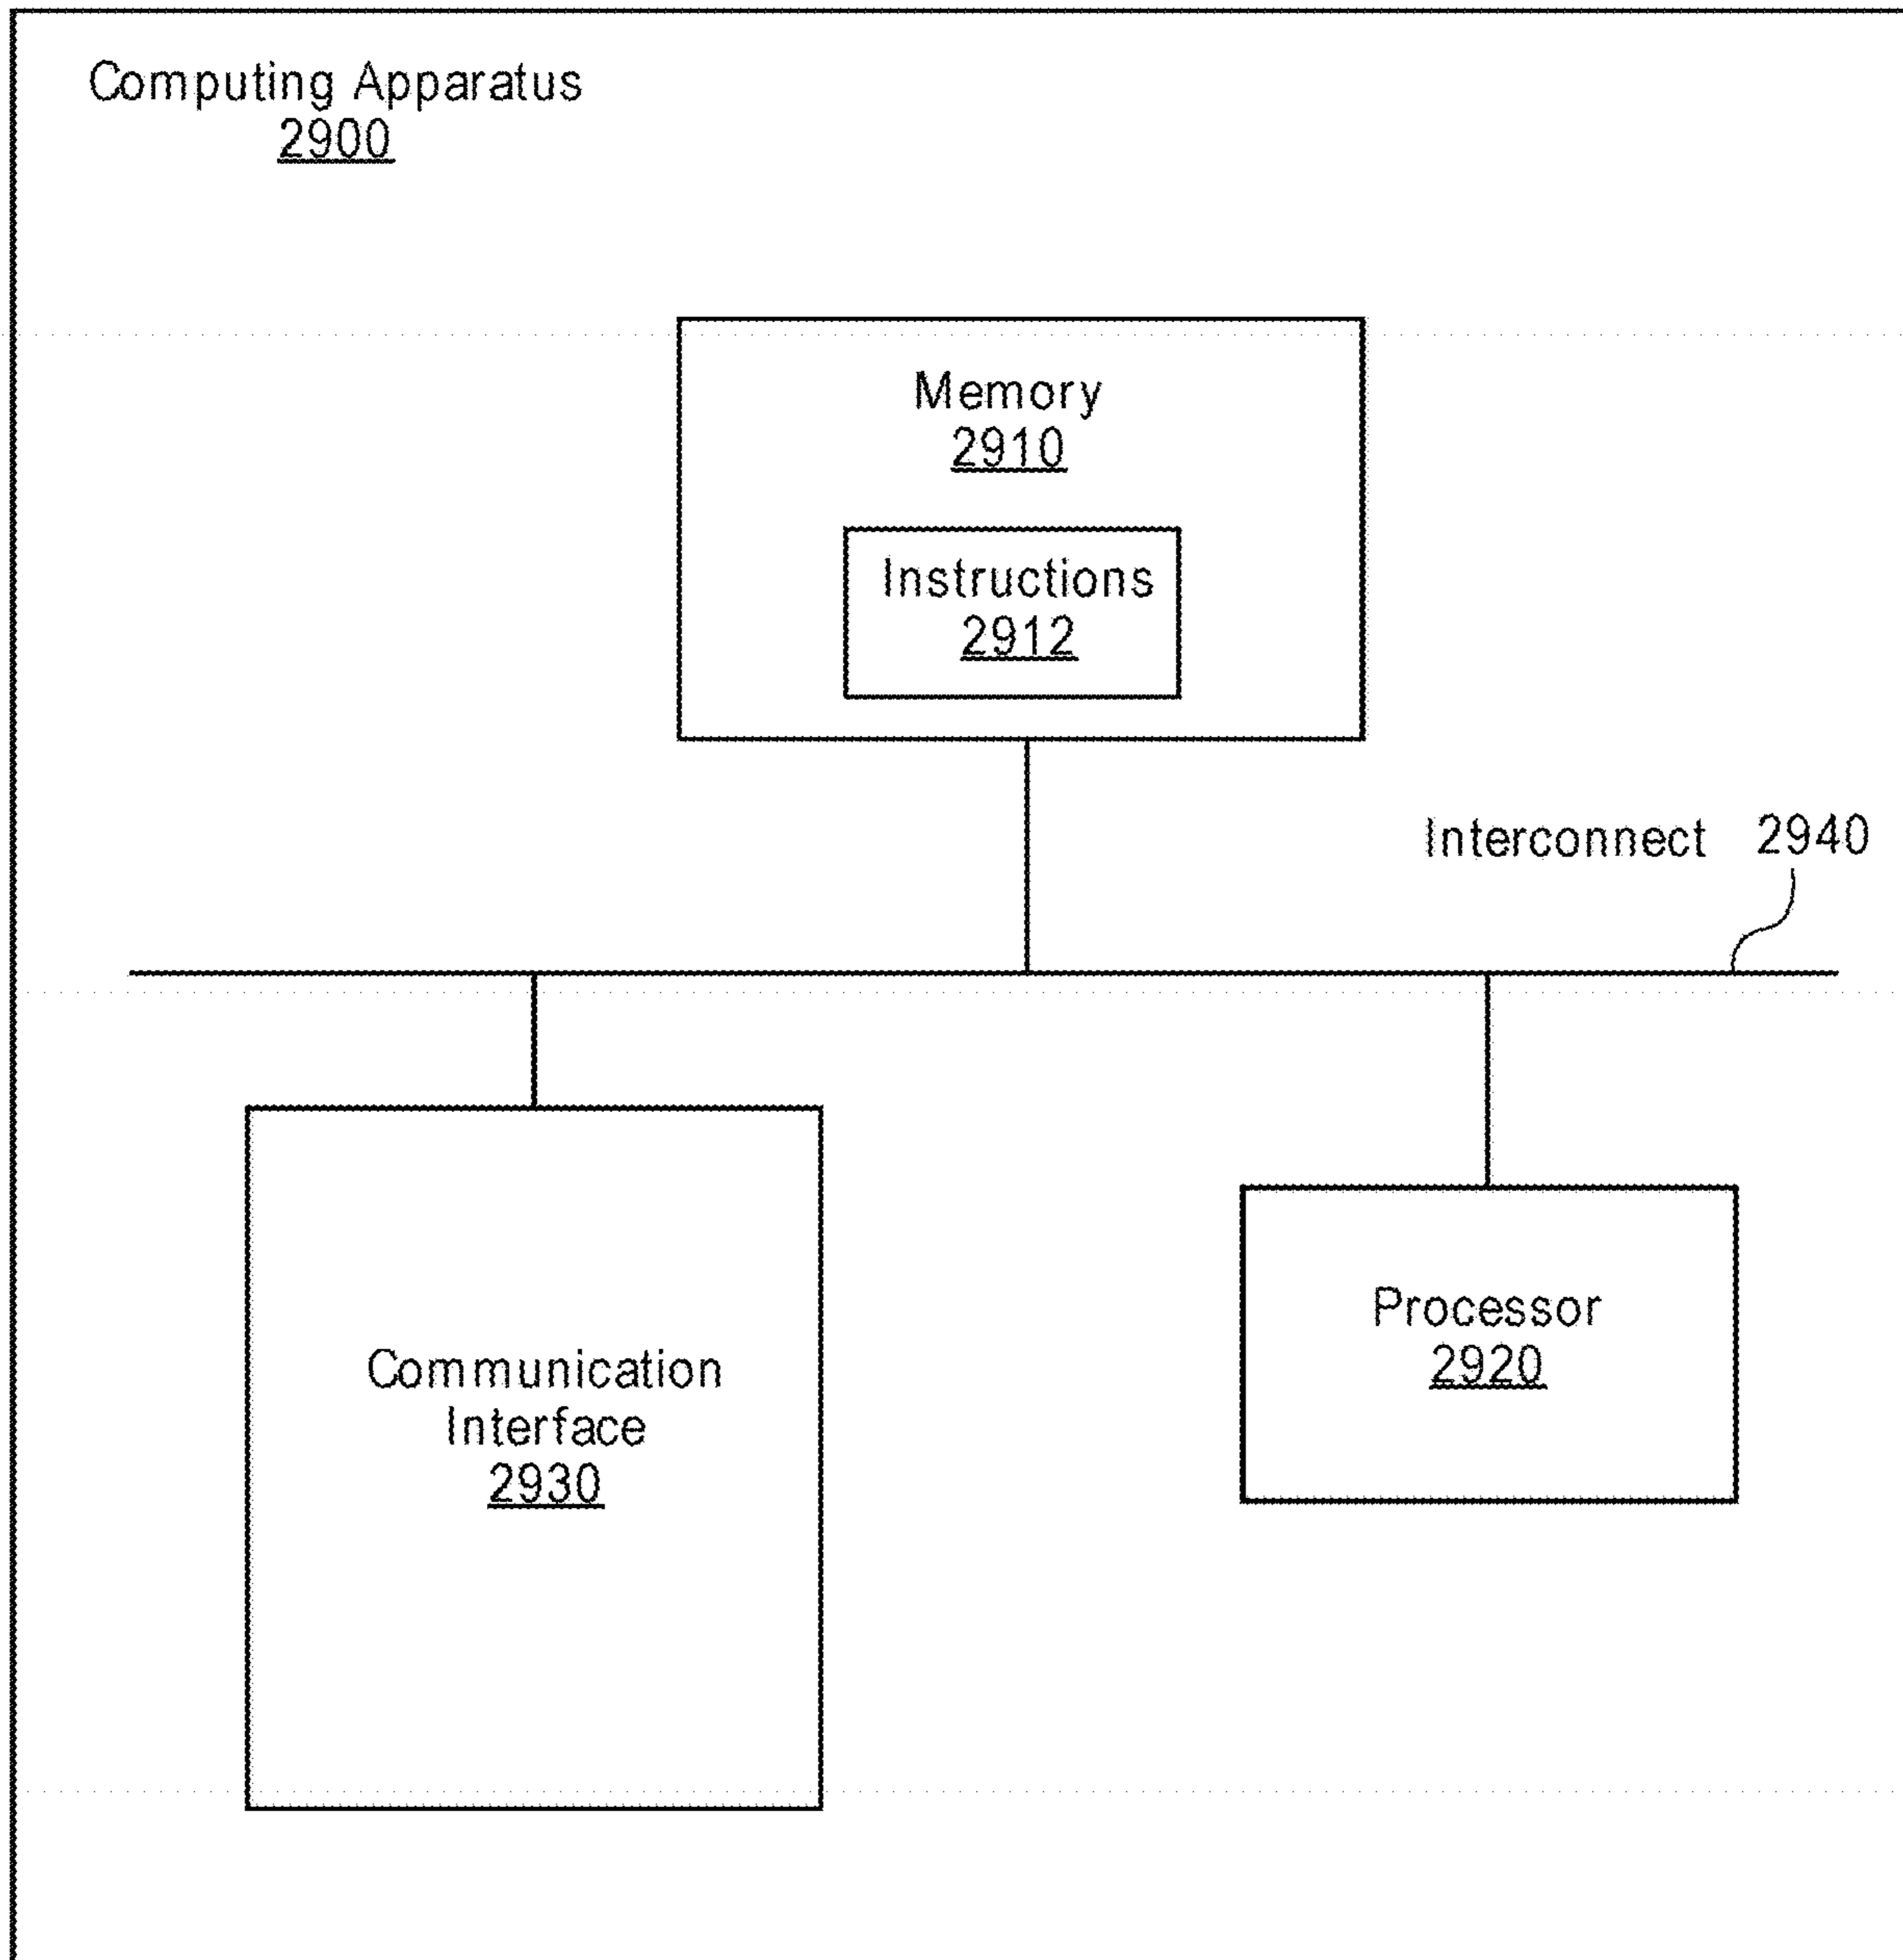 Computing Apparatus
2900
Memory
2910
Instructions
2912
Interconnect 2940
Communication
Interface
2930
Processor
2920